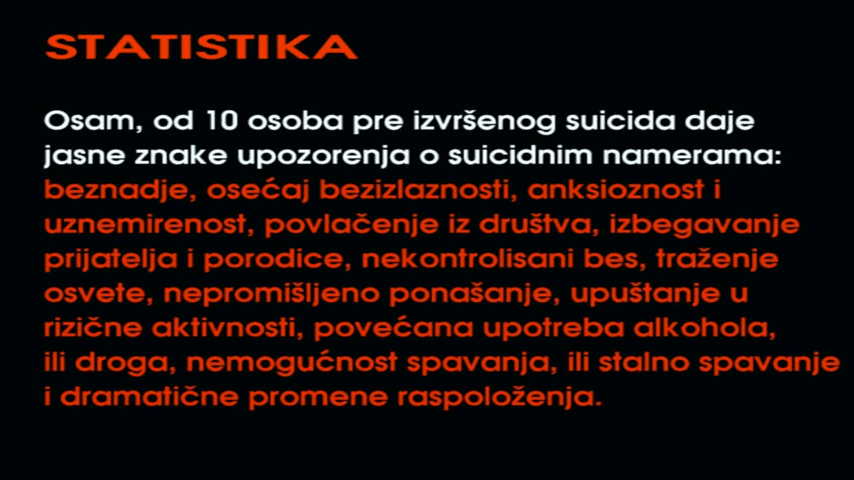 STATISTIKA
Osam, od 10 osoba pre izvršenog suicida daje
jasne znake upozorenja o suicidnim namerama:
beznadje, osećaj bezizlaznosti, anksioznost i
uznemirenost, povlačenje iz društva, izbegavanje
prijatelja i porodice, nekontrolisani bes, traženje
osvete, nepromišljeno ponašanje, upuštanje u
rizične aktivnosti, povećana upotreba alkohola,
ili droga, nemogućnost spavanja, ili stalno spavanje
i dramatične promene raspoloženja.